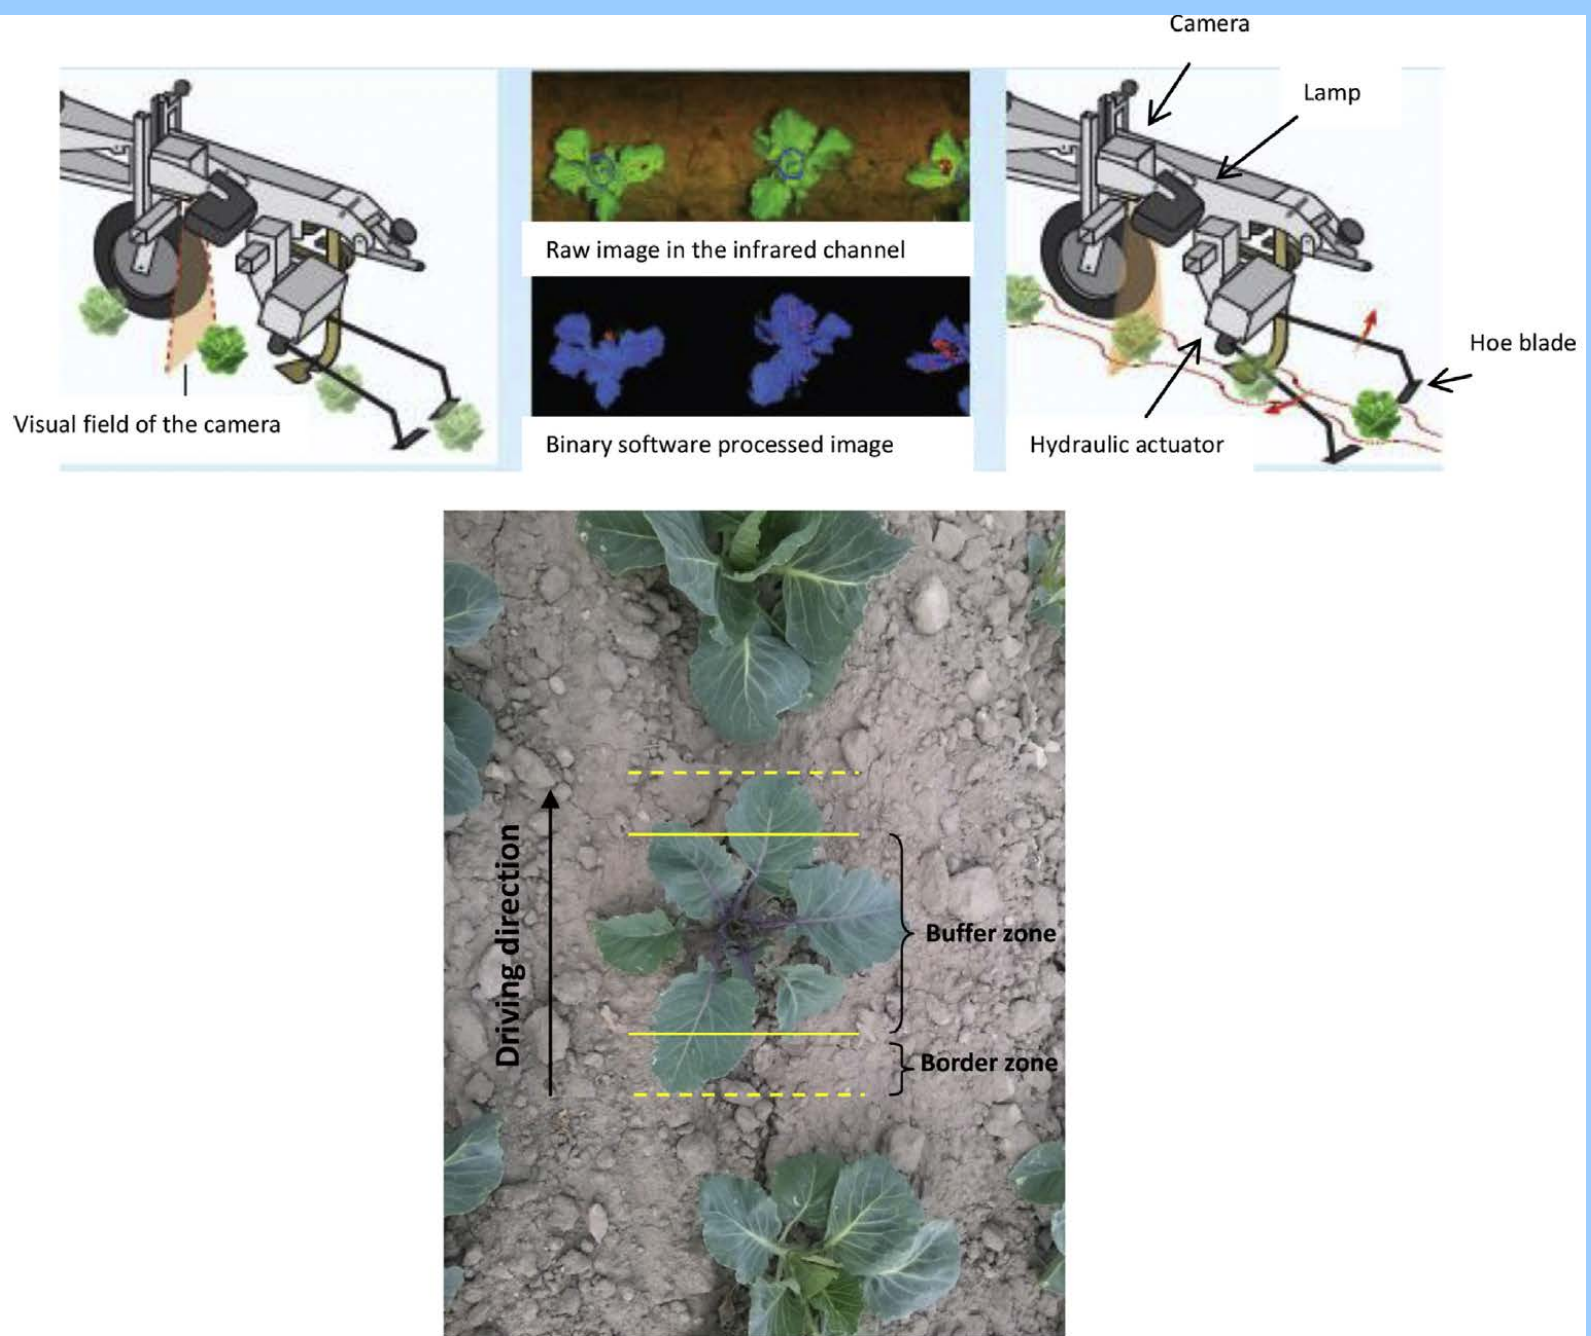 Camera
Lamp
Raw image in the infrared channel
Hoe blade
Visual field of the camera
Binary software processed image
Hydraulic actuator
Driving direction
Buffer zone
Border zone